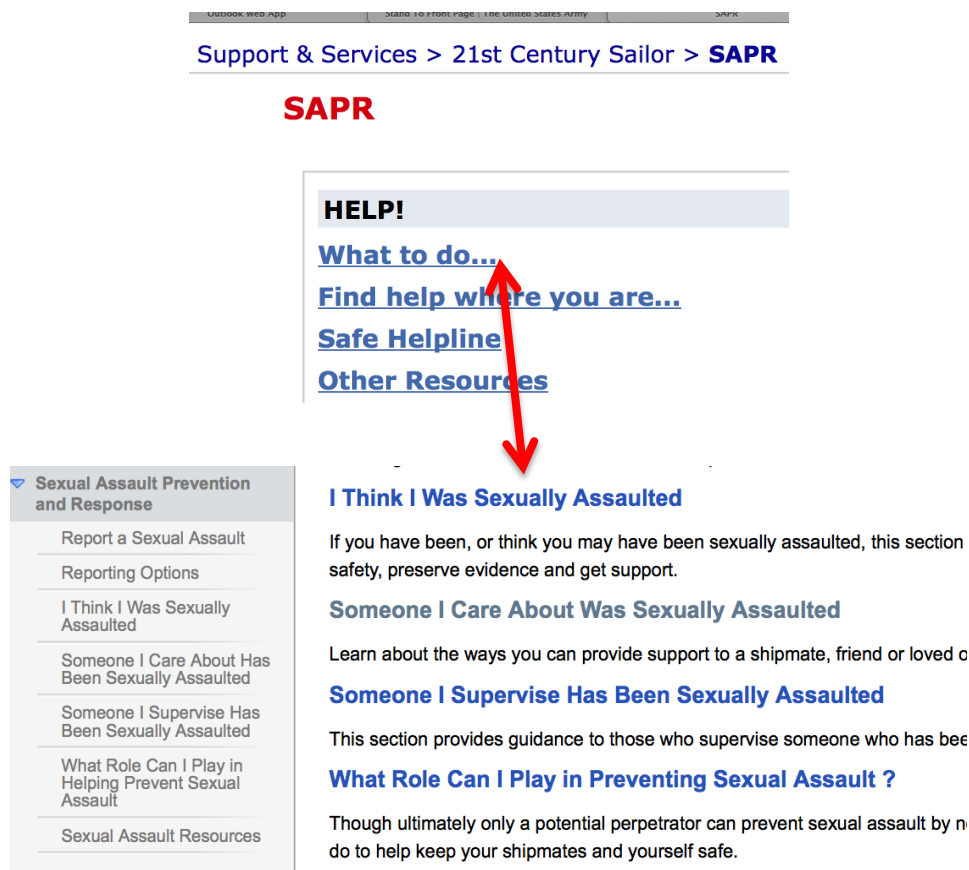 Outlook Web App Stand To Front Page | The United States Army SAPR
Support & Services > 21st Century Sailor > SAPR
SAPR
HELP!
What to do...
Find help where you are...
Safe Helpline
Other Resources
Sexual Assault Prevention
and Response
Report a Sexual Assault
Reporting Options
I Think I Was Sexually
Assaulted
Someone I Care About Has
Been Sexually Assaulted
Someone I Supervise Has
Been Sexually Assaulted
What Role Can I Play in
Helping Prevent Sexual
Assault
Sexual Assault Resources
I Think I Was Sexually Assaulted
If you have been, or think you may have been sexually assaulted, this section
safety, preserve evidence and get support.
Someone I Care About Was Sexually Assaulted
Learn about the ways you can provide support to a shipmate, friend or loved
Someone I Supervise Has Been Sexually Assaulted
This section provides guidance to those who supervise someone who has
What Role Can I Play in Preventing Sexual Assault ?
Though ultimately only a potential perpetrator can prevent sexual assault by
do to help keep your shipmates and yourself safe.